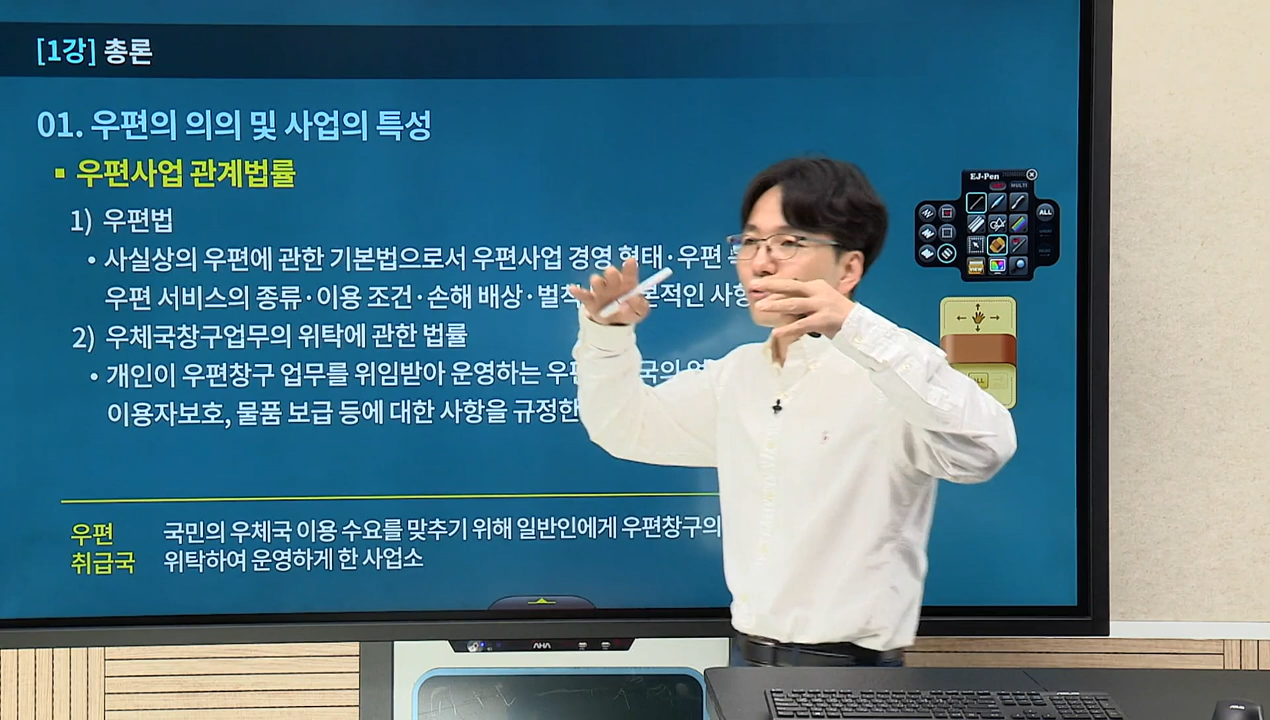 [1강] 총론
01. 우편의 의의 및 사업의 특성
▪ 우편사업 관계법률
1) 우편법
• 사실상의 우편에 관한 기본법으로서 우편사업 경영 형태·우편
우편 서비스의 종류·이용 조건·손해 배상·벌칙 본적인 사항
2) 우체국창구업무의 위탁에 관한 법률
• 개인이 우편창구 업무를 위임받아 운영하는 우편 국의
이용자보호, 물품 보급 등에 대한 사항을 규정한
우편 국민의 우체국 이용 수요를 맞추기 위해 일반인에게 우편창구의
취급국 위탁하여 운영하게 한 사업소
EJ-Pen
MULTI
ALL
VIEW
AHA
ASUS